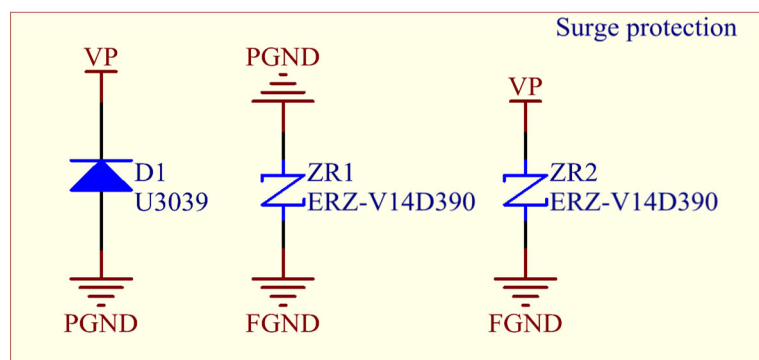 Surge protection
VP
PGND
VP
D1
U3039
ZR1
ERZ-V14D390
ZR2
ERZ-V14D390
PGND
FGND
FGND